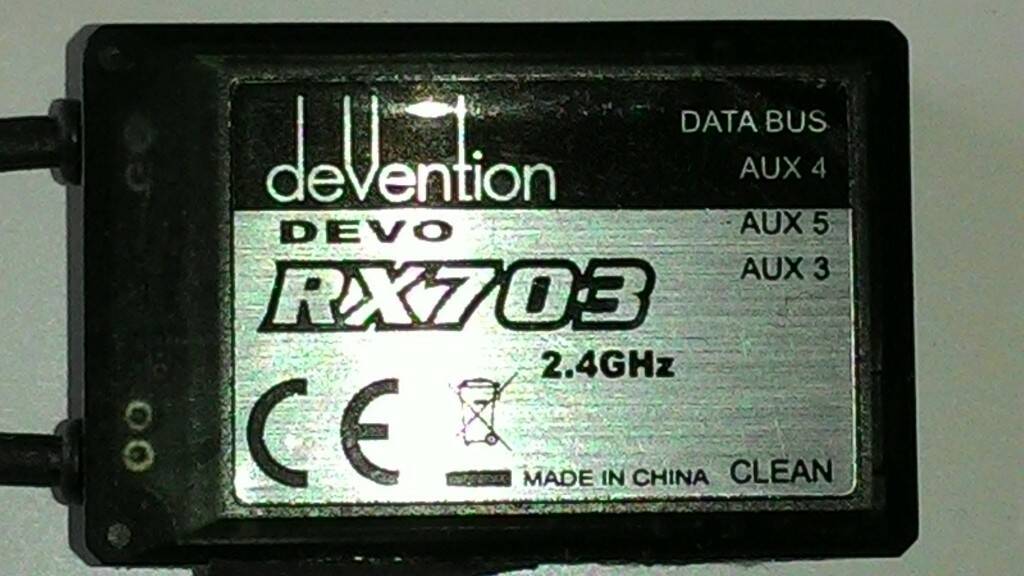 devention
DATA BUS
AUX 4
DEVO
AUX 5
RX703
AUX 3
2.4GHz
CE
MADE IN CHINA
CLEAN